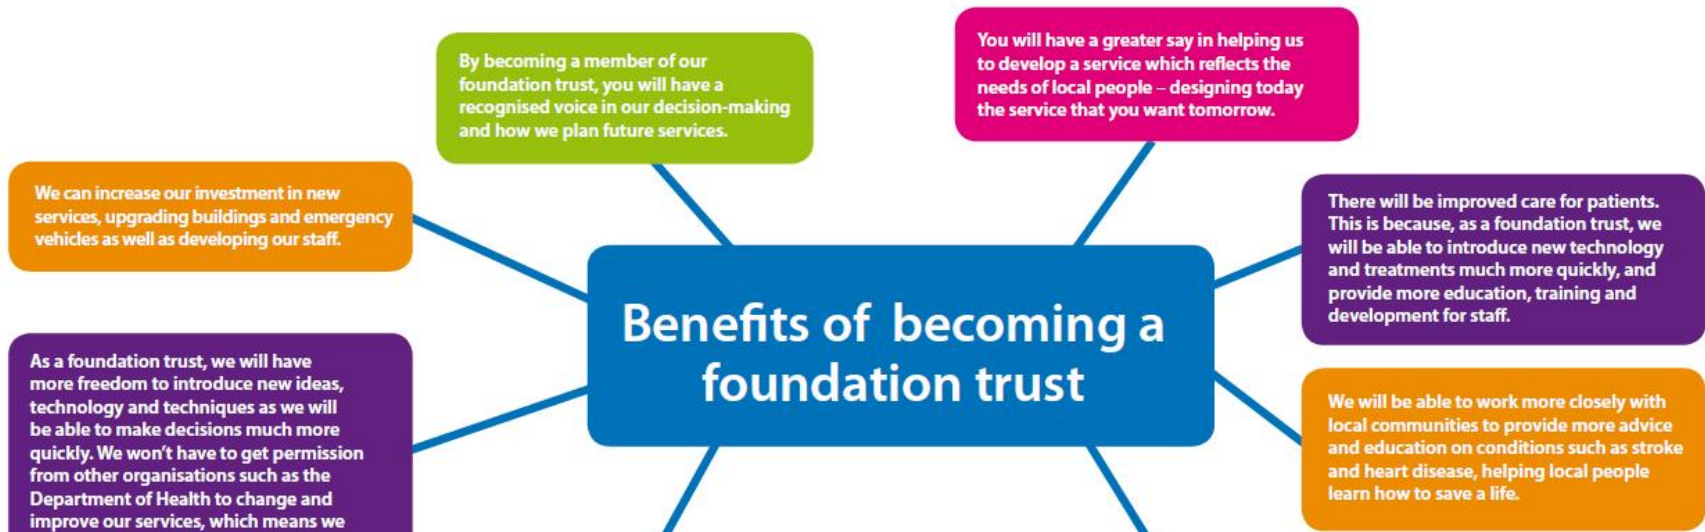 By becoming a member of our
foundation trust, you will have a
recognised voice in our decision-making
and how we plan future services.
You will have a greater say in helping us
to develop a service which reflects the
needs of local people – designing today
the service that you want tomorrow.
We can increase our investment in new
services, upgrading buildings and emergency
vehicles as well as developing our staff.
There will be improved care for patients.
This is because, as a foundation trust, we
will be able to introduce new technology
and treatments much more quickly, and
provide more education, training and
development for staff.
Benefits of becoming a
foundation trust
As a foundation trust, we will have
more freedom to introduce new ideas,
technology and techniques as we will
be able to make decisions much more
quickly. We won't have to get permission
from other organisations such as the
Department of Health to change and
improve our services, which means we
We will be able to work more closely with
local communities to provide more advice
and education on conditions such as stroke
and heart disease, helping local people
learn how to save a life.